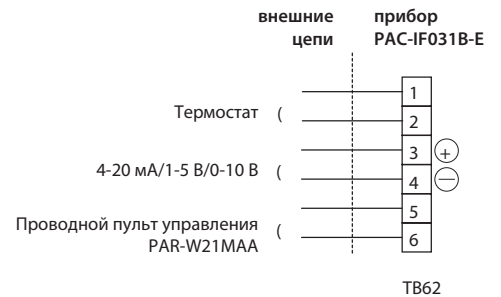 внешние цепи
прибор PAC-IF031B-E
1
Термостат (
2
3 +
4-20 мА/1-5 В/0-10 В (
4 −
5
Проводной пульт управления (
PAR-W21MAA
6
TB62